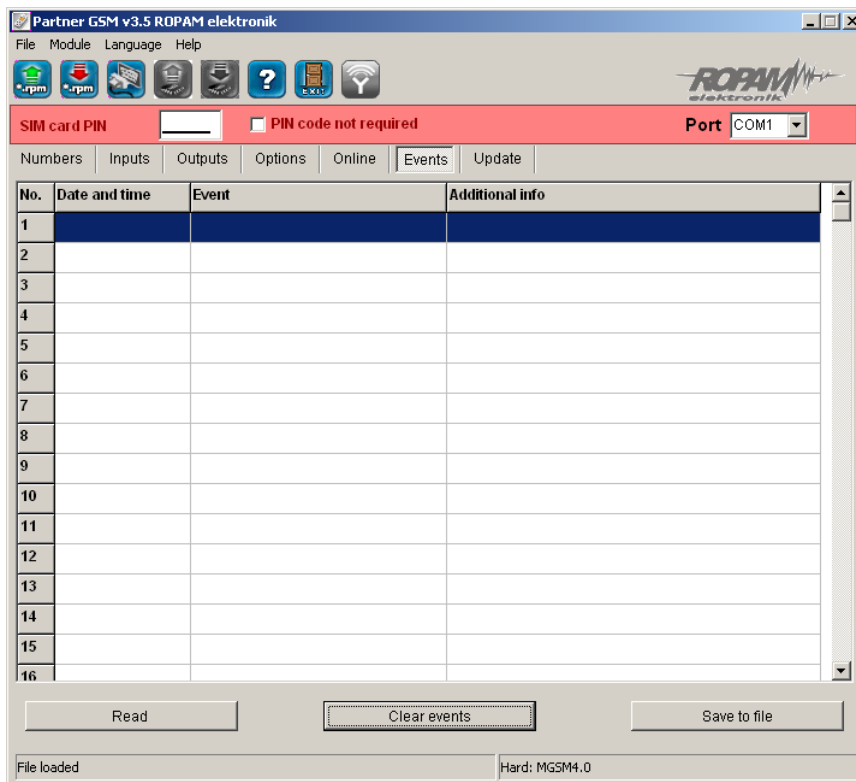 Partner GSM v3.5 ROPAM elektronik
File Module Language Help
*.rpm *.rpm ? EXIT ROPAM
elektronik
SIM card PIN PIN code not required Port COM1
Numbers Inputs Outputs Options Online Events Update
No. Date and time Event Additional info
1
2
3
4
5
6
7
8
9
10
11
12
13
14
15
16
Read Clear events Save to file
File loaded Hard: MGSM4.0